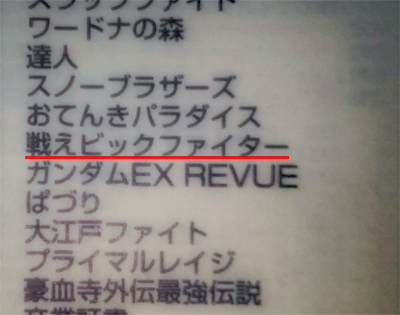 ワードナの森
達人
スノーブラザーズ
おてんきパラダイス
戦えビックファイター
ガンダムEX REVUE
ぱづり
大江戸ファイト
プライマルレイジ
豪血寺外伝最強伝説